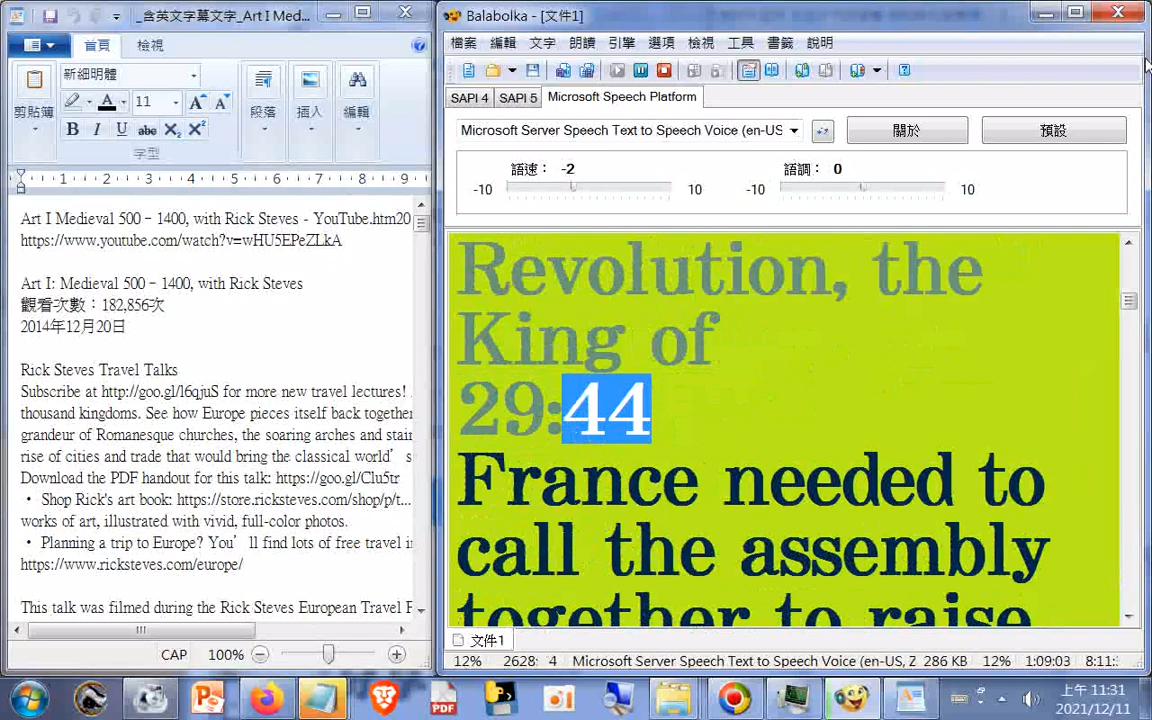 _含英文字幕文字_Art I Med...
首頁
檢視
剪貼簿
新細明體
11
字型
段落
插入
編輯
1 2 3 4 5 6 7 8 9
Art I Medieval 500–1400, with Rick Steves - YouTube.htm20
https://www.youtube.com/watch?v=wHU5EPeZLkA
Art I: Medieval 500–1400, with Rick Steves
觀看次數：182,856次
2014年12月20日
Rick Steves Travel Talks
Subscribe at http://goo.gl/l6qjuS for more new travel lectures!
thousand kingdoms. See how Europe pieces itself back together
grandeur of Romanesque churches, the soaring arches and stai
rise of cities and trade that would bring the classical world's
Download the PDF handout for this talk: https://goo.gl/Clu5tr
• Shop Rick's art book: https://store.ricksteves.com/shop/p/t...
works of art, illustrated with vivid, full-color photos.
• Planning a trip to Europe? You'll find lots of free travel i
https://www.ricksteves.com/europe/
This talk was filmed during the Rick Steves European Travel F
CAP 100%
Balabolka - [文件1]
檔案 編輯 文字 朗讀 引擎 選項 檢視 工具 書籤 說明
SAPI 4 SAPI 5 Microsoft Speech Platform
Microsoft Server Speech Text to Speech Voice (en-US
關於
預設
語速： -2
語調： 0
-10 10 -10 10
Revolution, the
King of
29:44
France needed to
call the assembly
together to raise
文件1
12% 2628: 4 Microsoft Server Speech Text to Speech Voice (en-US, Z 286 KB 12% 1:09:03 8:11:
上午 11:31
2021/12/11